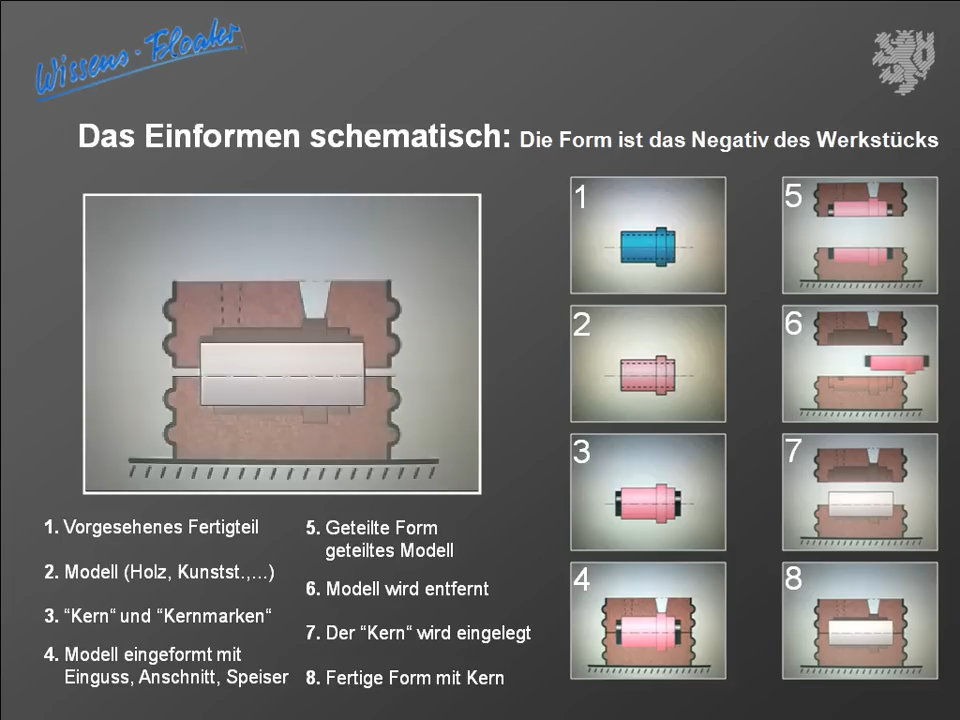 Wissens-Floater
Das Einformen schematisch: Die Form ist das Negativ des Werkstücks
1
2
3
4
5
6
7
8
1. Vorgesehenes Fertigteil
2. Modell (Holz, Kunstst.,...)
3. “Kern“ und “Kernmarken“
4. Modell eingeformt mit
Einguss, Anschnitt, Speiser
5. Geteilte Form
geteiltes Modell
6. Modell wird entfernt
7. Der “Kern“ wird eingelegt
8. Fertige Form mit Kern